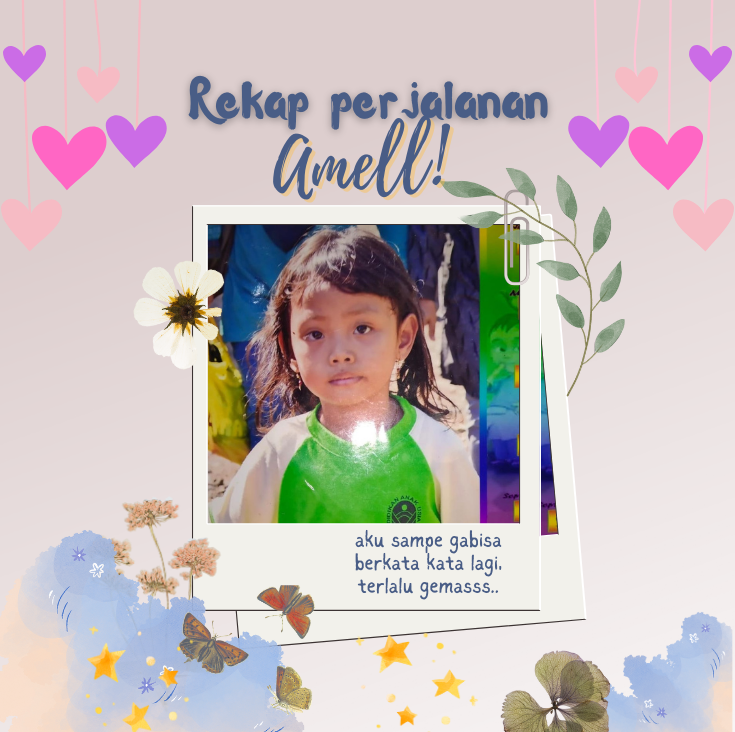 Rekap perjalanan
Amell!
aku sampe gabisa
berkata kata lagi.
terlalu gemasss..